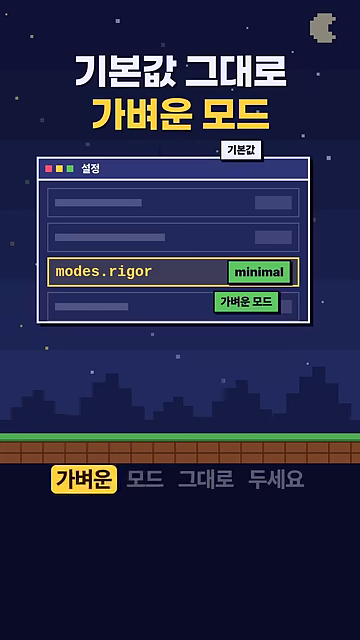 기본값 그대로
가벼운 모드
기본값
설정
modes.rigor minimal
가벼운 모드
가벼운 모드 그대로 두세요